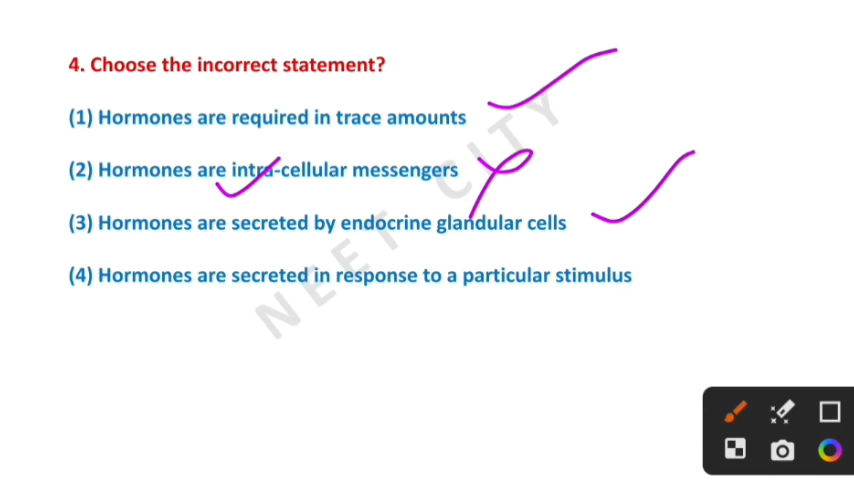 4. Choose the incorrect statement?
(1) Hormones are required in trace amounts
(2) Hormones are intra-cellular messengers
(3) Hormones are secreted by endocrine glandular cells
(4) Hormones are secreted in response to a particular stimulus
NEET CITY